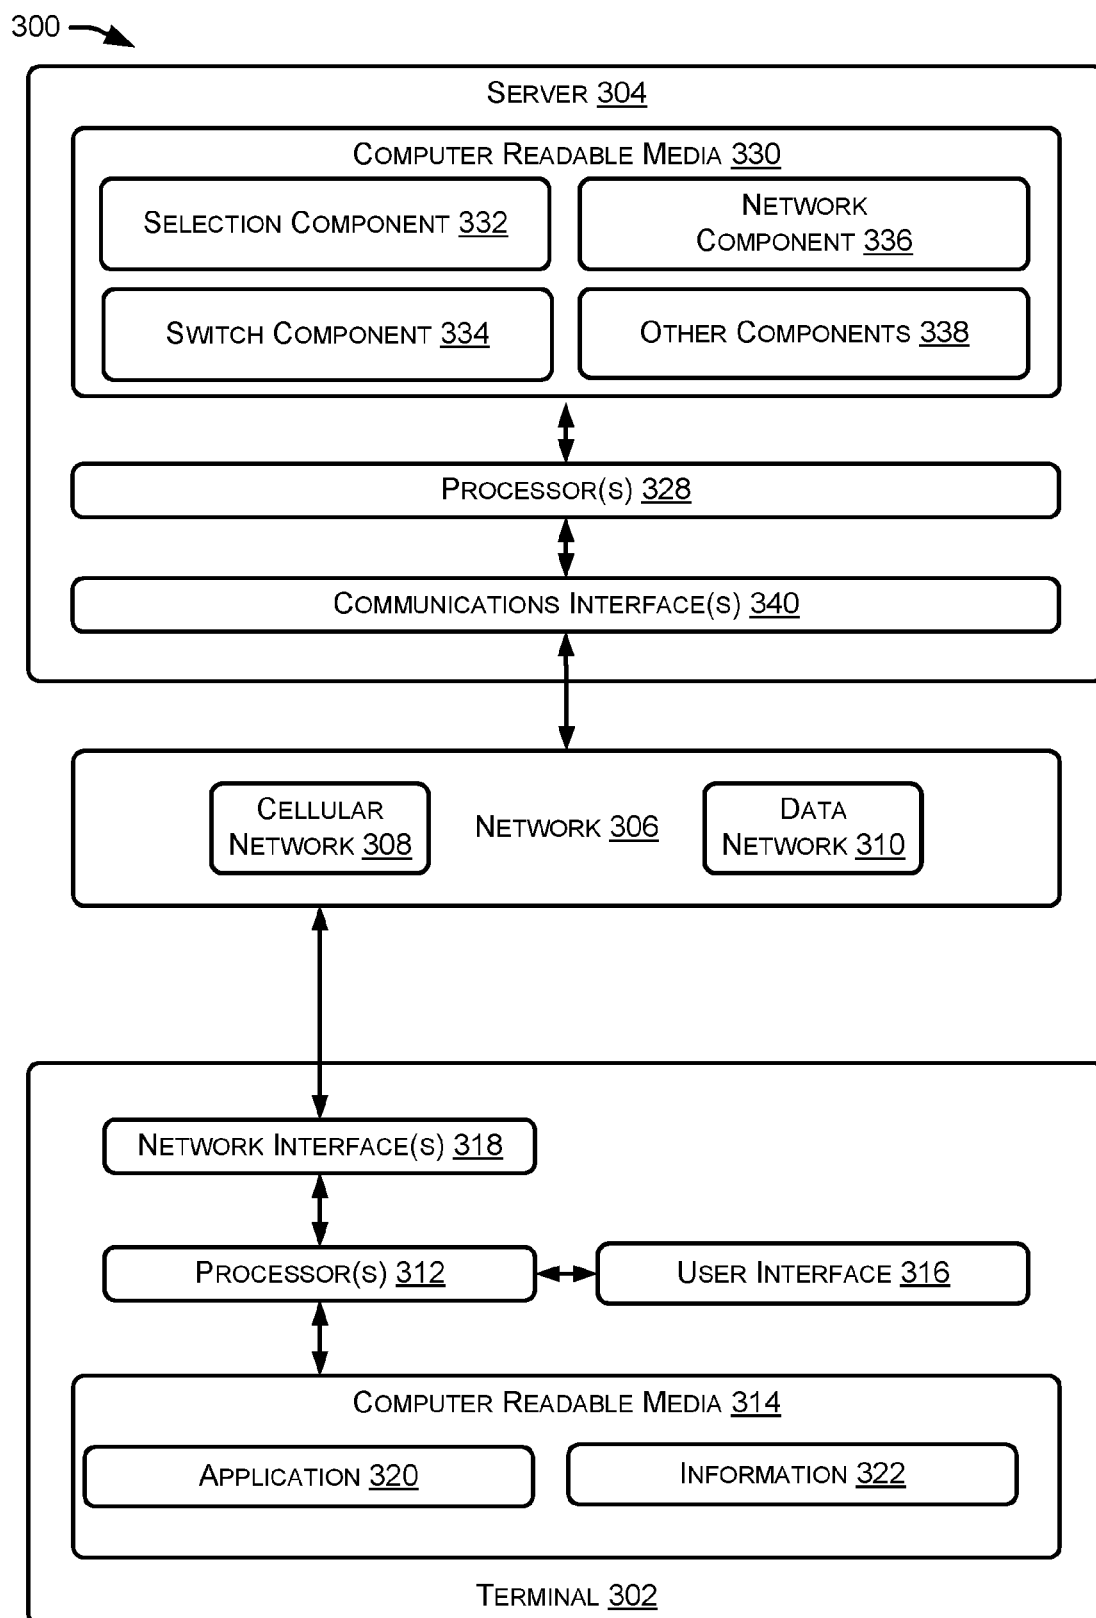 300
SERVER 304
COMPUTER READABLE MEDIA 330
SELECTION COMPONENT 332
NETWORK
COMPONENT 336
SWITCH COMPONENT 334
OTHER COMPONENTS 338
PROCESSOR(S) 328
COMMUNICATIONS INTERFACE(S) 340
CELLULAR
NETWORK 308
NETWORK 306
DATA
NETWORK 310
NETWORK INTERFACE(S) 318
PROCESSOR(S) 312
USER INTERFACE 316
COMPUTER READABLE MEDIA 314
APPLICATION 320
INFORMATION 322
TERMINAL 302